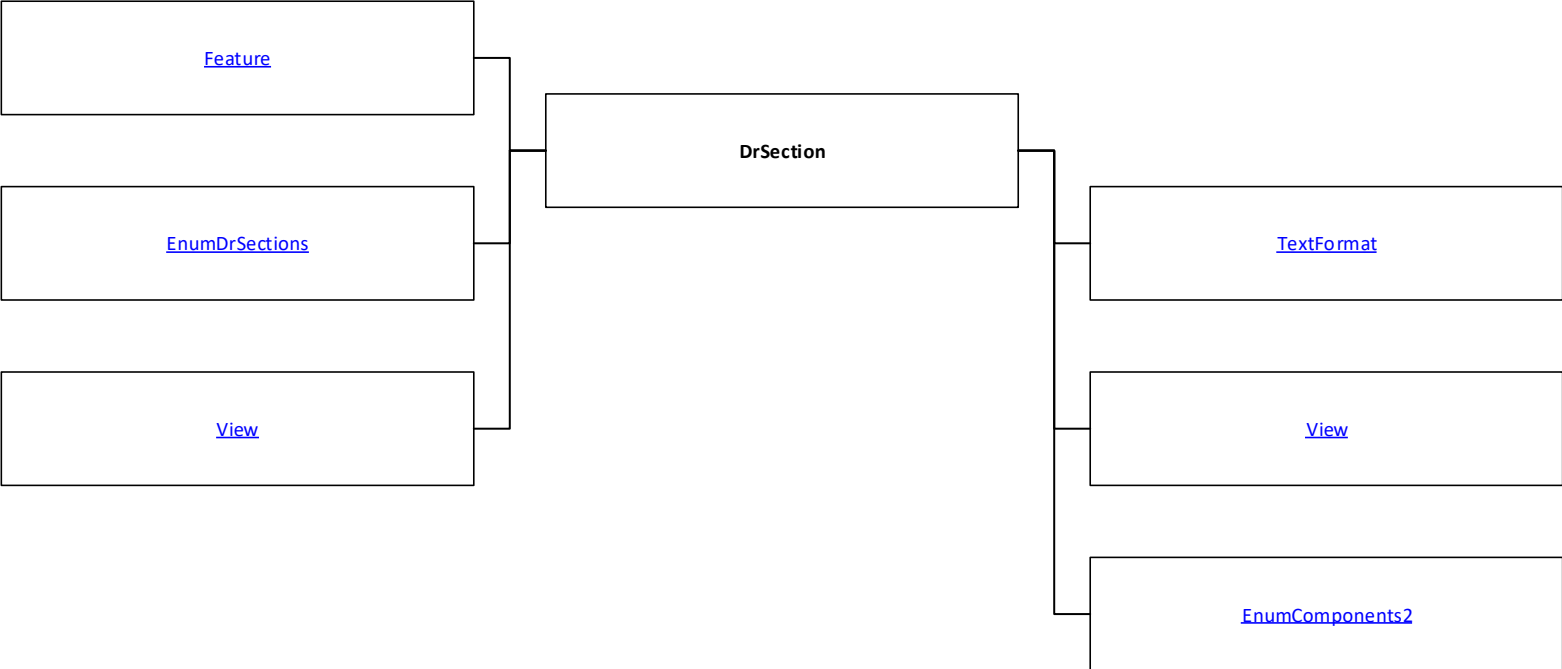 Feature
DrSection
EnumDrSections
TextFormat
View
View
EnumComponents2